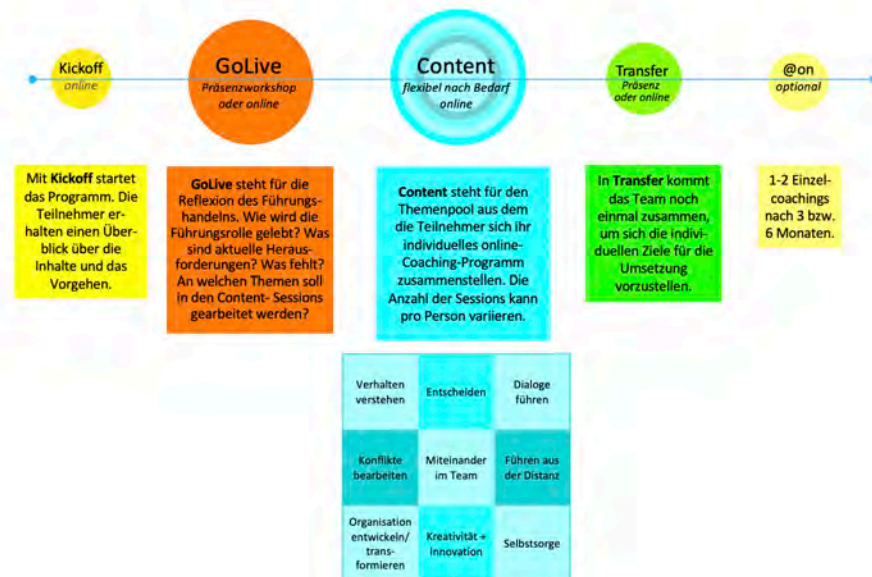 Kickoff
online
GoLive
Präsenzworkshop
oder online
Content
flexibel nach Bedarf
online
Transfer
Präsenz
oder online
@on
optional
Mit Kickoff startet
das Programm. Die
Teilnehmer er-
halten einen Über-
blick über die
Inhalte und das
Vorgehen.
GoLive steht für die
Reflexion des Führungs-
handelns. Wie wird die
Führungsrolle gelebt? Was
sind aktuelle Heraus-
forderungen? Was fehlt?
An welchen Themen soll
in den Content- Sessions
gearbeitet werden?
Content steht für den
Themenpool aus dem
die Teilnehmer sich ihr
individuelles online-
Coaching-Programm
zusammenstellen. Die
Anzahl der Sessions kann
pro Person variieren.
In Transfer kommt
das Team noch
einmal zusammen,
um sich die indivi-
duellen Ziele für die
Umsetzung
vorzustellen.
1-2 Einzel-
coachings
nach 3 bzw.
6 Monaten.
Verhalten
verstehen
Entscheiden
Dialoge
führen
Konflikte
bearbeiten
Miteinander
im Team
Führen aus
der Distanz
Organisation
entwickeln/
trans-
formieren
Kreativität +
Innovation
Selbstsorge